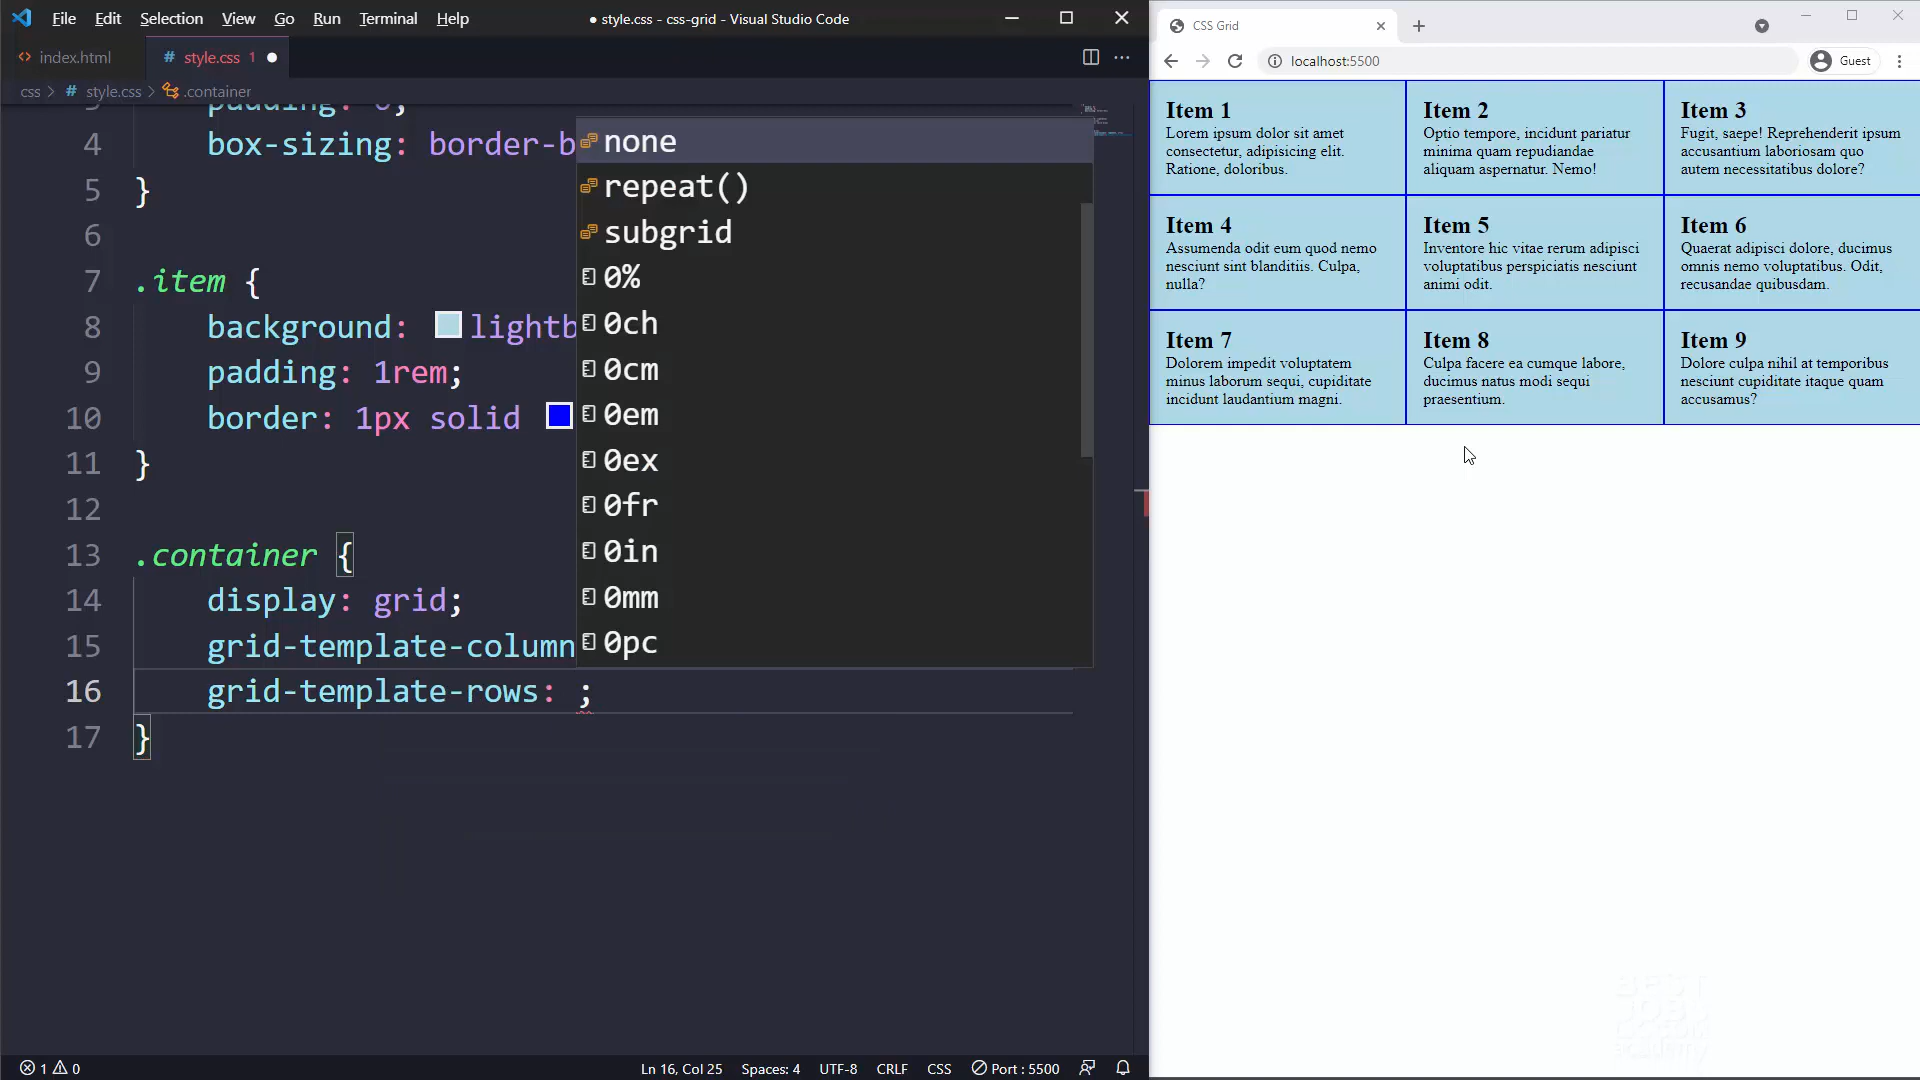 File Edit Selection View Go Run Terminal Help
● style.css - css-grid - Visual Studio Code
index.html
# style.css 1
css > # style.css > .container
4 box-sizing: border-b
5 }
6
7 .item {
8 background: lightb
9 padding: 1rem;
10 border: 1px solid
11 }
12
13 .container {
14 display: grid;
15 grid-template-column
16 grid-template-rows: ;
17 }
none
repeat()
subgrid
0%
0ch
0cm
0em
0ex
0fr
0in
0mm
0pc
1 0
Ln 16, Col 25
Spaces: 4
UTF-8
CRLF
CSS
Port : 5500
CSS Grid
localhost:5500
Guest
Item 1
Lorem ipsum dolor sit amet
consectetur, adipisicing elit.
Ratione, doloribus.
Item 2
Optio tempore, incidunt pariatur
minima quam repudiandae
aliquam aspernatur. Nemo!
Item 3
Fugit, saepe! Reprehenderit ipsum
accusantium laboriosam quo
autem necessitatibus dolore?
Item 4
Assumenda odit eum quod nemo
nesciunt sint blanditiis. Culpa,
nulla?
Item 5
Inventore hic vitae rerum adipisci
voluptatibus perspiciatis nesciunt
animi odit.
Item 6
Quaerat adipisci dolore, ducimus
omnis nemo voluptatibus. Odit,
recusandae quibusdam.
Item 7
Dolorem impedit voluptatem
minus laborum sequi, cupiditate
incidunt laudantium magni.
Item 8
Culpa facere ea cumque labore,
ducimus natus modi sequi
praesentium.
Item 9
Dolore culpa nihil at temporibus
nesciunt cupiditate itaque quam
accusamus?